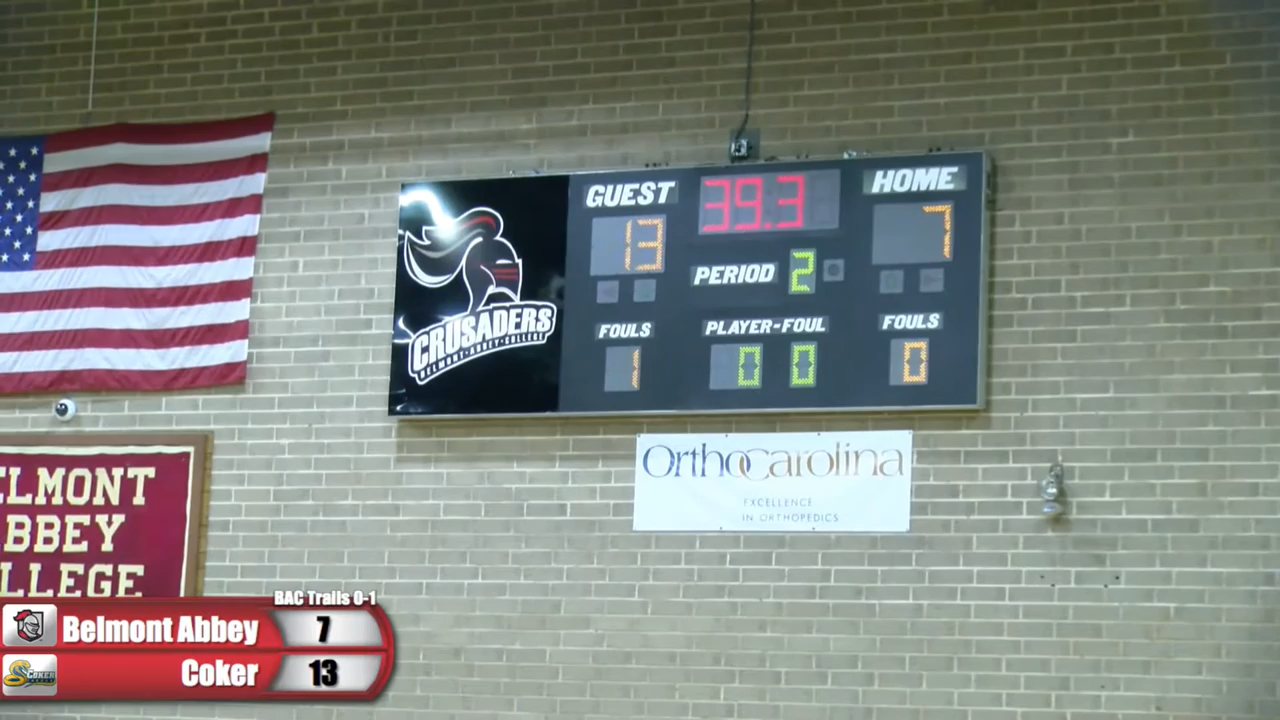 GUEST
39.3
HOME
13
7
PERIOD 2
FOULS
PLAYER-FOUL
FOULS
1
0 0
0
CRUSADERS
BELMONT·ABBEY·COLLEGE
OrthoCarolina
EXCELLENCE
IN ORTHOPEDICS
ELMONT
BBEY
LLEGE
BAC Trails 0-1
Belmont Abbey 7
COKER
Coker 13